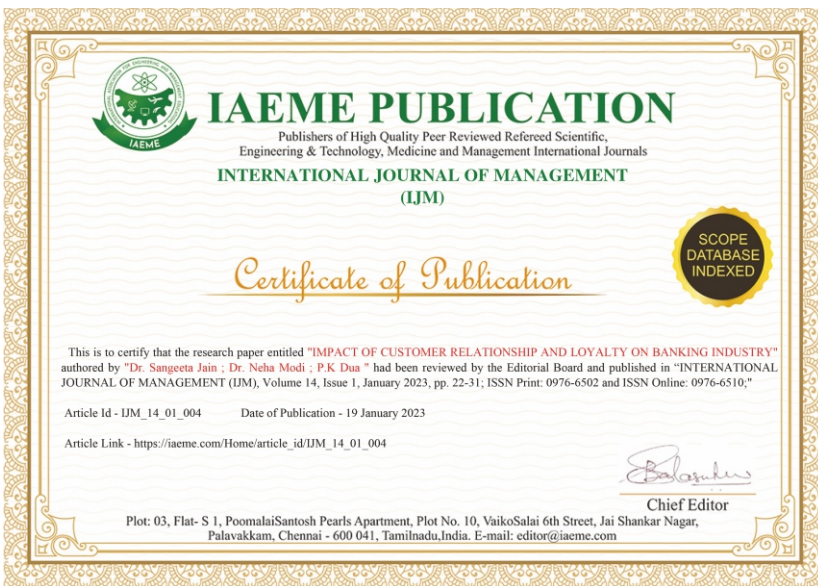 IAEME
IAEME PUBLICATION
Publishers of High Quality Peer Reviewed Refereed Scientific,
Engineering & Technology, Medicine and Management International Journals
INTERNATIONAL JOURNAL OF MANAGEMENT
(IJM)
SCOPE
DATABASE
INDEXED
Certificate of Publication
This is to certify that the research paper entitled "IMPACT OF CUSTOMER RELATIONSHIP AND LOYALTY ON BANKING INDUSTRY"
authored by "Dr. Sangeeta Jain ; Dr. Neha Modi ; P.K Dua " had been reviewed by the Editorial Board and published in “INTERNATIONAL
JOURNAL OF MANAGEMENT (IJM), Volume 14, Issue 1, January 2023, pp. 22-31; ISSN Print: 0976-6502 and ISSN Online: 0976-6510;"
Article Id - IJM_14_01_004 Date of Publication - 19 January 2023
Article Link - https://iaeme.com/Home/article_id/IJM_14_01_004
Chief Editor
Plot: 03, Flat- S 1, PoomalaiSantosh Pearls Apartment, Plot No. 10, VaikoSalai 6th Street, Jai Shankar Nagar,
Palavakkam, Chennai - 600 041, Tamilnadu,India. E-mail: editor@iaeme.com